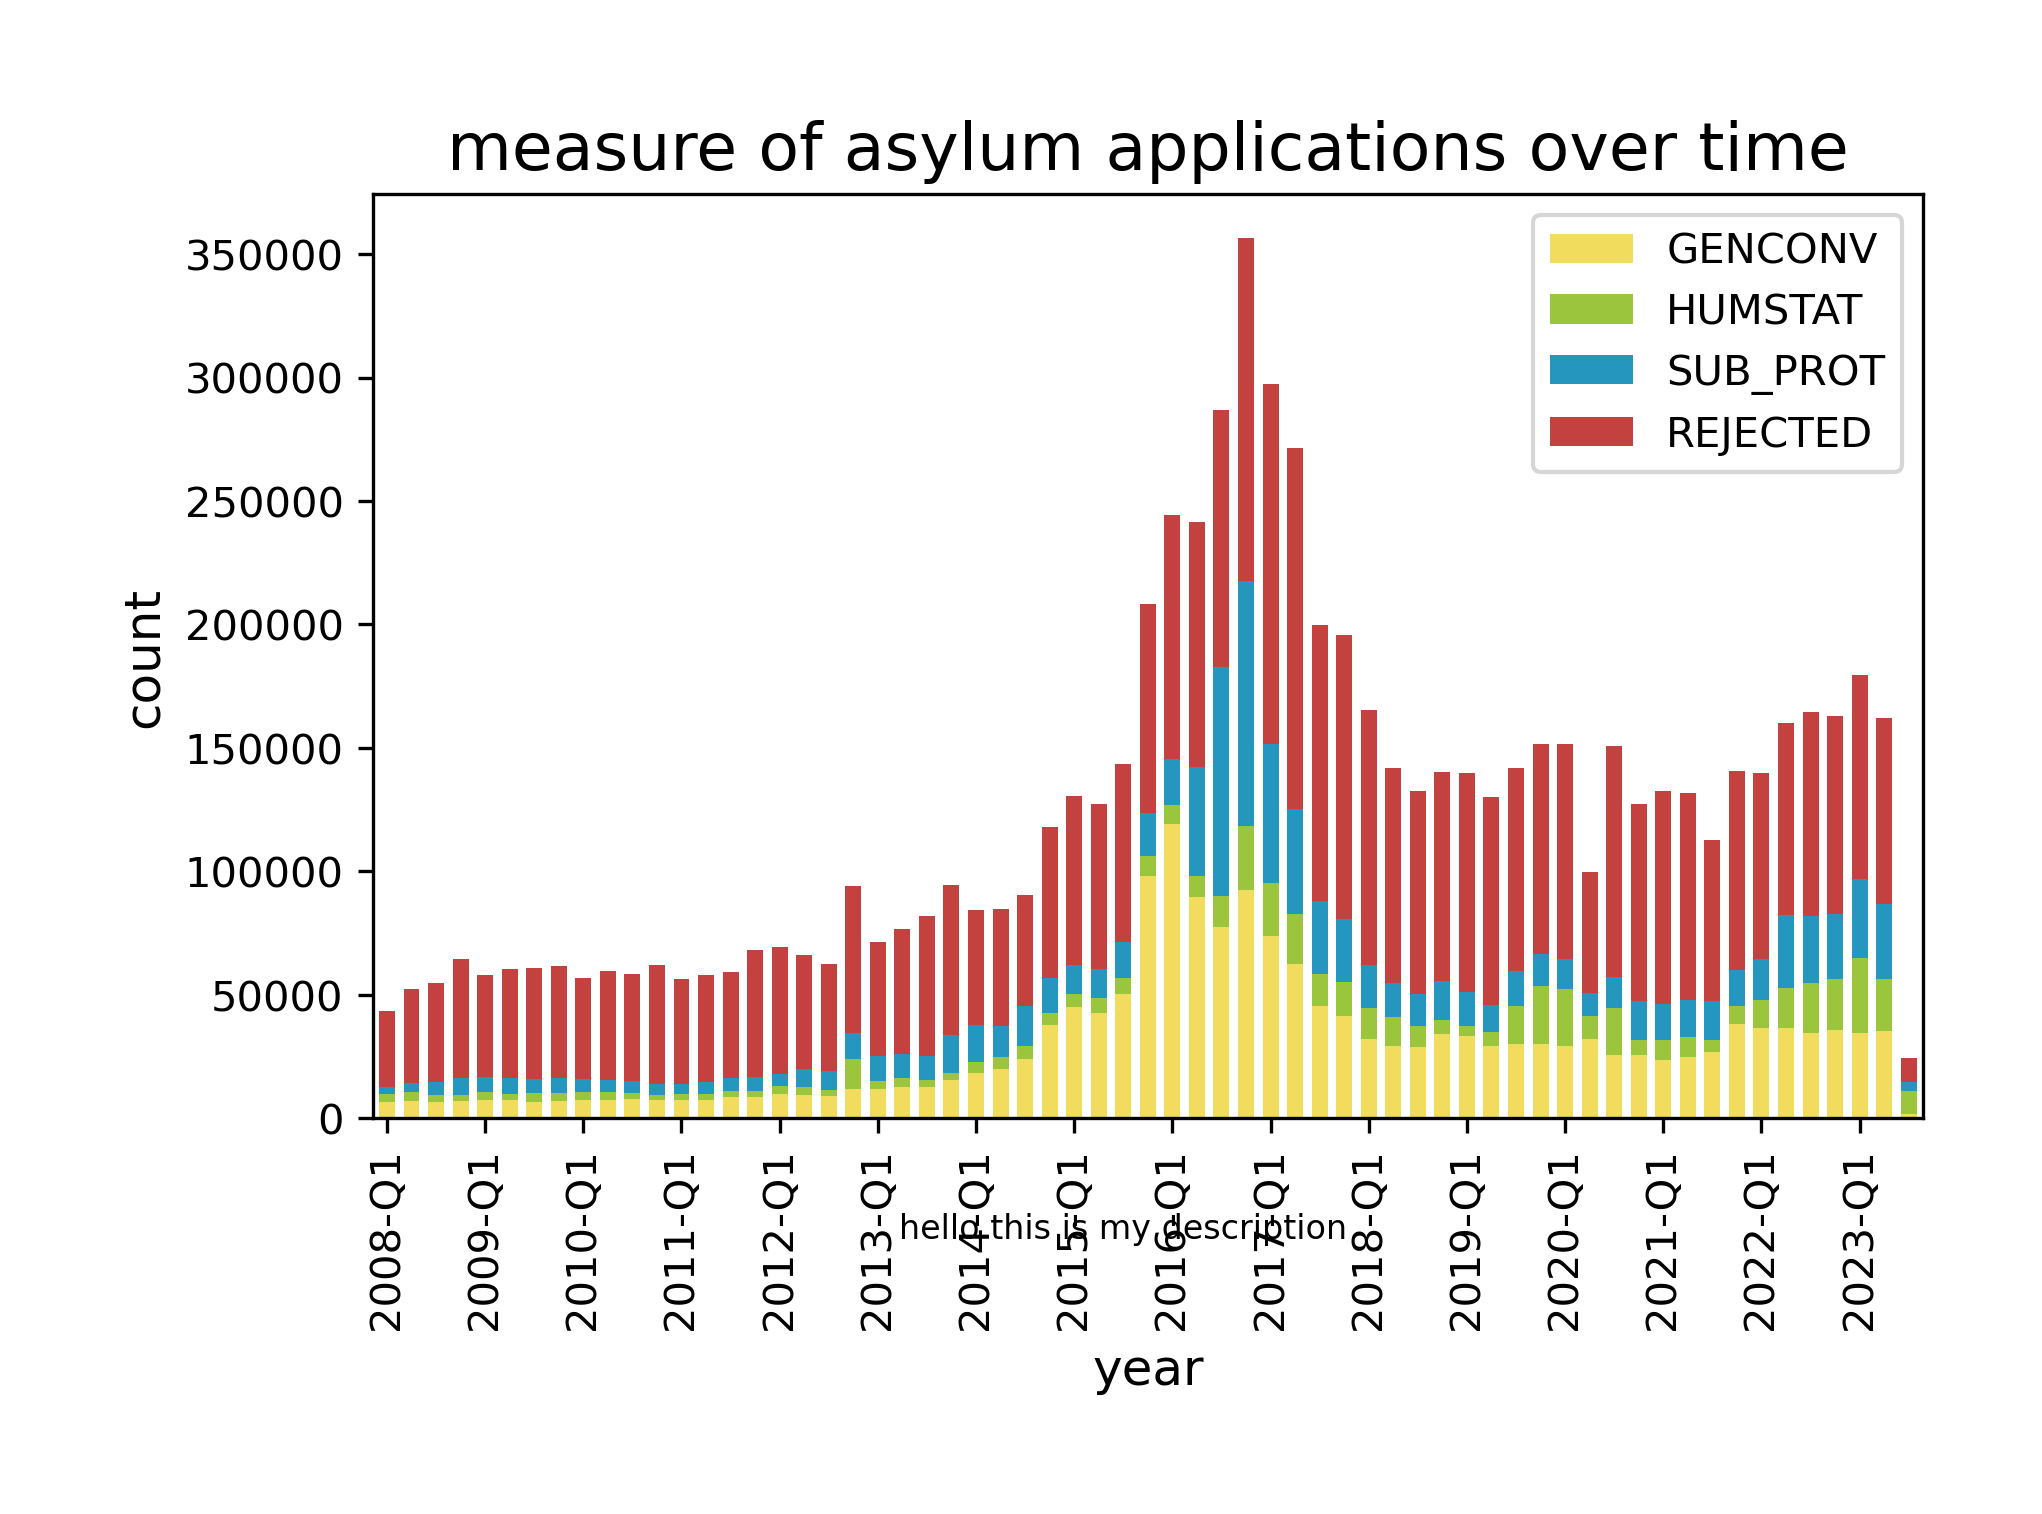 measure of asylum applications over time
GENCONV
HUMSTAT
SUB_PROT
REJECTED
350000
300000
250000
200000
150000
100000
50000
0
count
2008-Q1
2009-Q1
2010-Q1
2011-Q1
2012-Q1
2013-Q1
2014-Q1
2015-Q1
2016-Q1
2017-Q1
2018-Q1
2019-Q1
2020-Q1
2021-Q1
2022-Q1
2023-Q1
hello this is my description
year